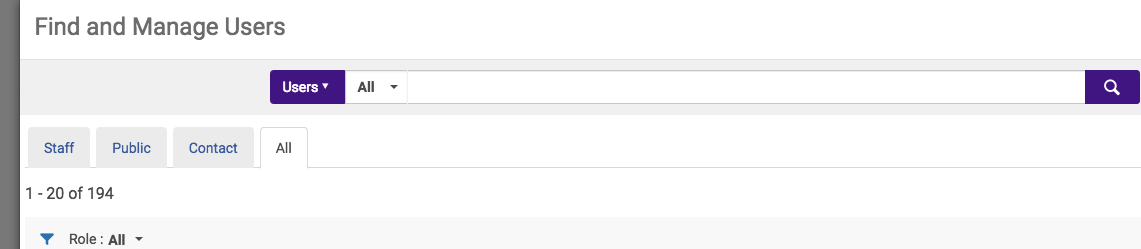 Find and Manage Users
Users All
Staff Public Contact All
1 - 20 of 194
Role : All